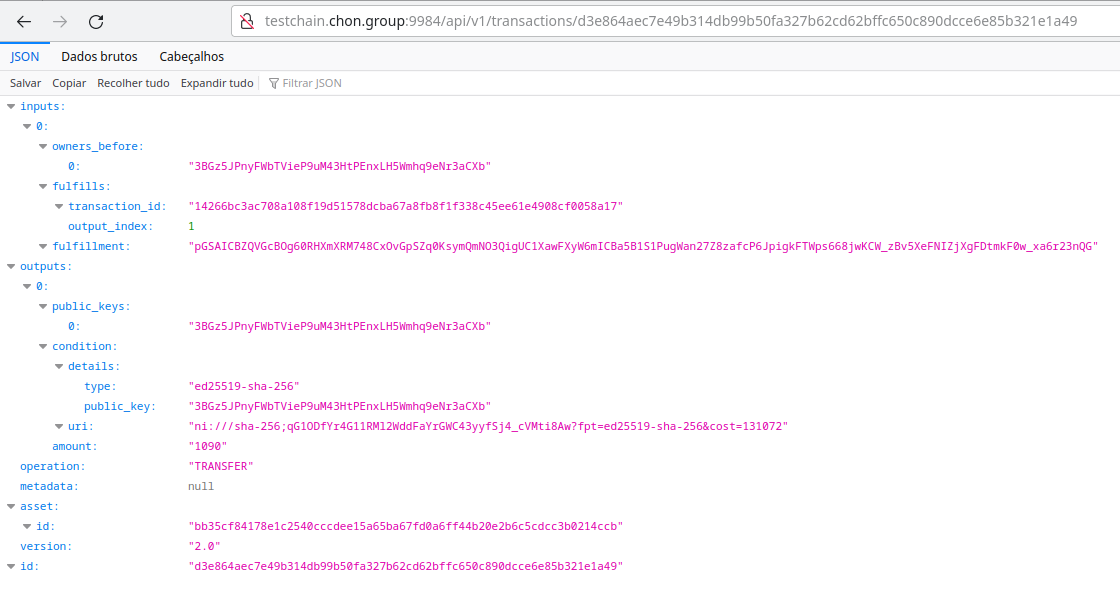 testchain.chon.group:9984/api/v1/transactions/d3e864aec7e49b314db99b50fa327b62cd62bffc650c890dcce6e85b321e1a49
JSON Dados brutos Cabeçalhos
Salvar Copiar Recolher tudo Expandir tudo Filtrar JSON
inputs:
0:
owners_before:
0: "3BGz5JPnyFWbTVieP9uM43HtPEnxLH5Wmhq9eNr3aCXb"
fulfills:
transaction_id: "14266bc3ac708a108f19d51578dcba67a8fb8f1f338c45ee61e4908cf0058a17"
output_index: 1
fulfillment: "pGSAICBZQVGcBOg60RHXmXRM748CxOvGpSZq0KsymQmNO3QigUC1XawFXyW6mICBa5B1S1PugWan27Z8zafcP6JpigkFTWps668jwKCW_zBv5XeFNIZjXgFDtmkF0w_xa6r23nQG"
outputs:
0:
public_keys:
0: "3BGz5JPnyFWbTVieP9uM43HtPEnxLH5Wmhq9eNr3aCXb"
condition:
details:
type: "ed25519-sha-256"
public_key: "3BGz5JPnyFWbTVieP9uM43HtPEnxLH5Wmhq9eNr3aCXb"
uri: "ni:///sha-256;qG1ODfYr4G11RMl2WddFaYrGWC43yyfSj4_cVMti8Aw?fpt=ed25519-sha-256&cost=131072"
amount: "1090"
operation: "TRANSFER"
metadata: null
asset:
id: "bb35cf84178e1c2540cccdee15a65ba67fd0a6ff44b20e2b6c5cdcc3b0214ccb"
version: "2.0"
id: "d3e864aec7e49b314db99b50fa327b62cd62bffc650c890dcce6e85b321e1a49"